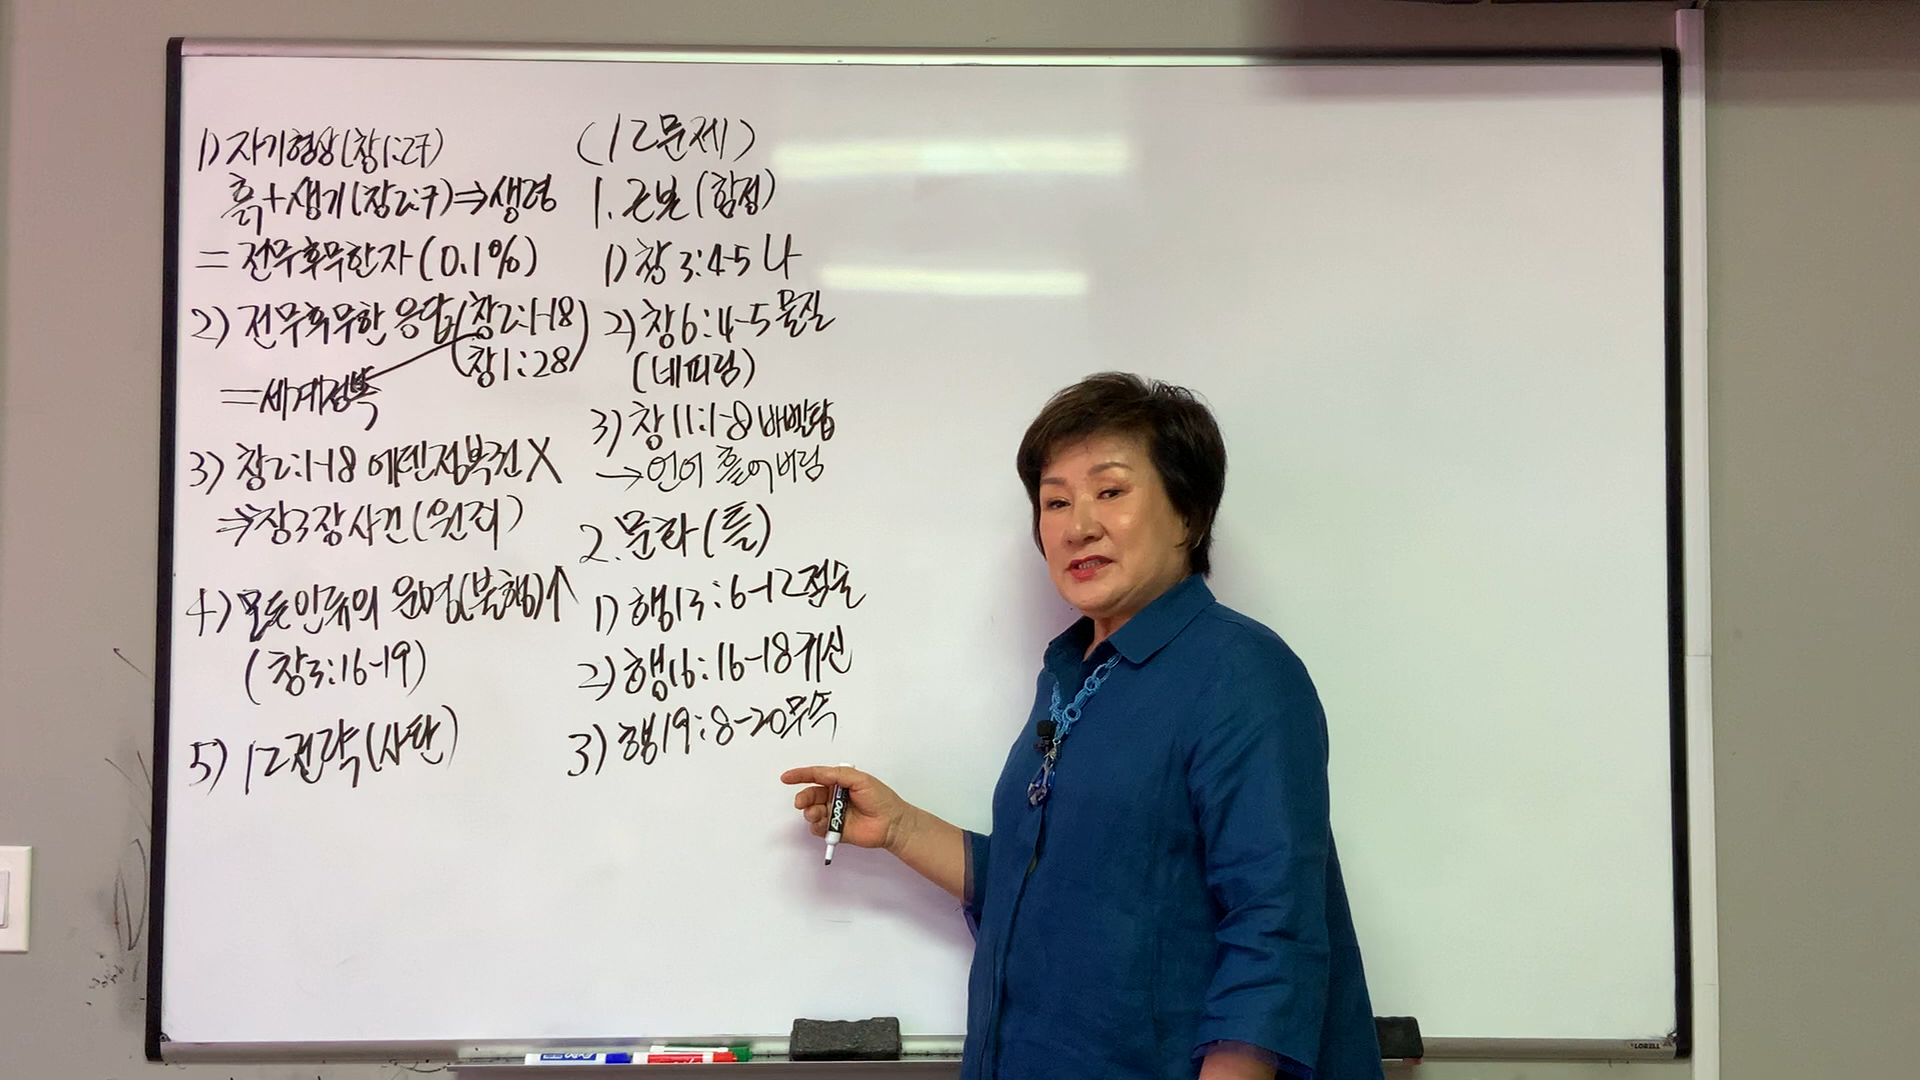 1) 자기형상(창1:27)
흙+생기(창2:7)⇒생령
=전무후무한자(0.1%)
2) 전무후무한 응답(창2:1-18)
(창1:28)
=세계정복
3) 창2:1-18 에덴정복권X
⇒창3장사건(원죄)
4) 모든인류의 운명(불행)↑
(창3:16-19)
5) 12전략(사탄)
(12문제)
1. 근본(함정)
1) 창3:4-5 나
2) 창6:4-5 물질
(네피림)
3) 창11:1-8 바벨탑
→언어 흩어버림
2. 문화(틀)
1) 행13:6-12 점술
2) 행16:16-18 귀신
3) 행19:8-20 무속
EXPO
LORELL